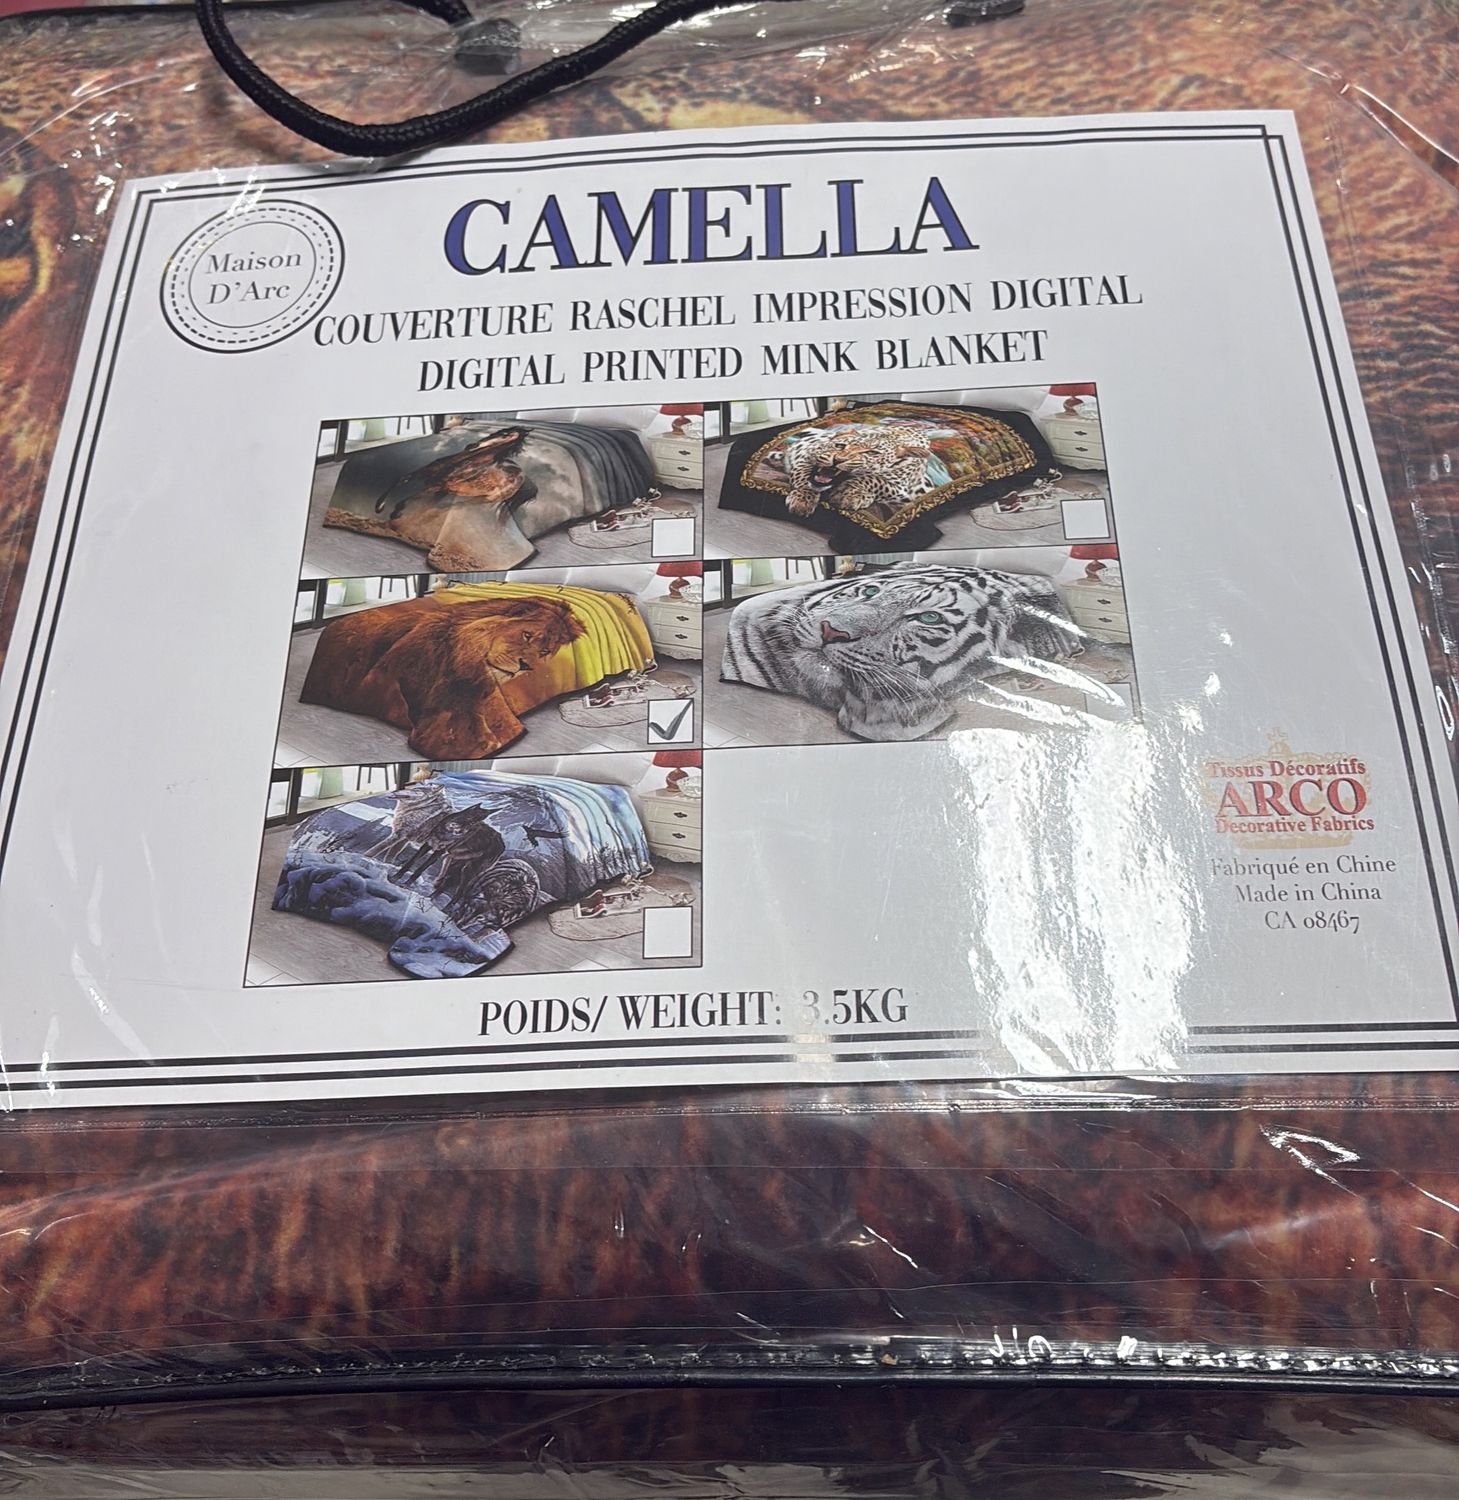 Maison
D'Arc
CAMELLA
COUVERTURE RASCHEL IMPRESSION DIGITAL
DIGITAL PRINTED MINK BLANKET
Tissus Décoratifs
ARCO
Decorative Fabrics
Fabriqué en Chine
Made in China
CA 08467
POIDS/ WEIGHT: 3.5KG